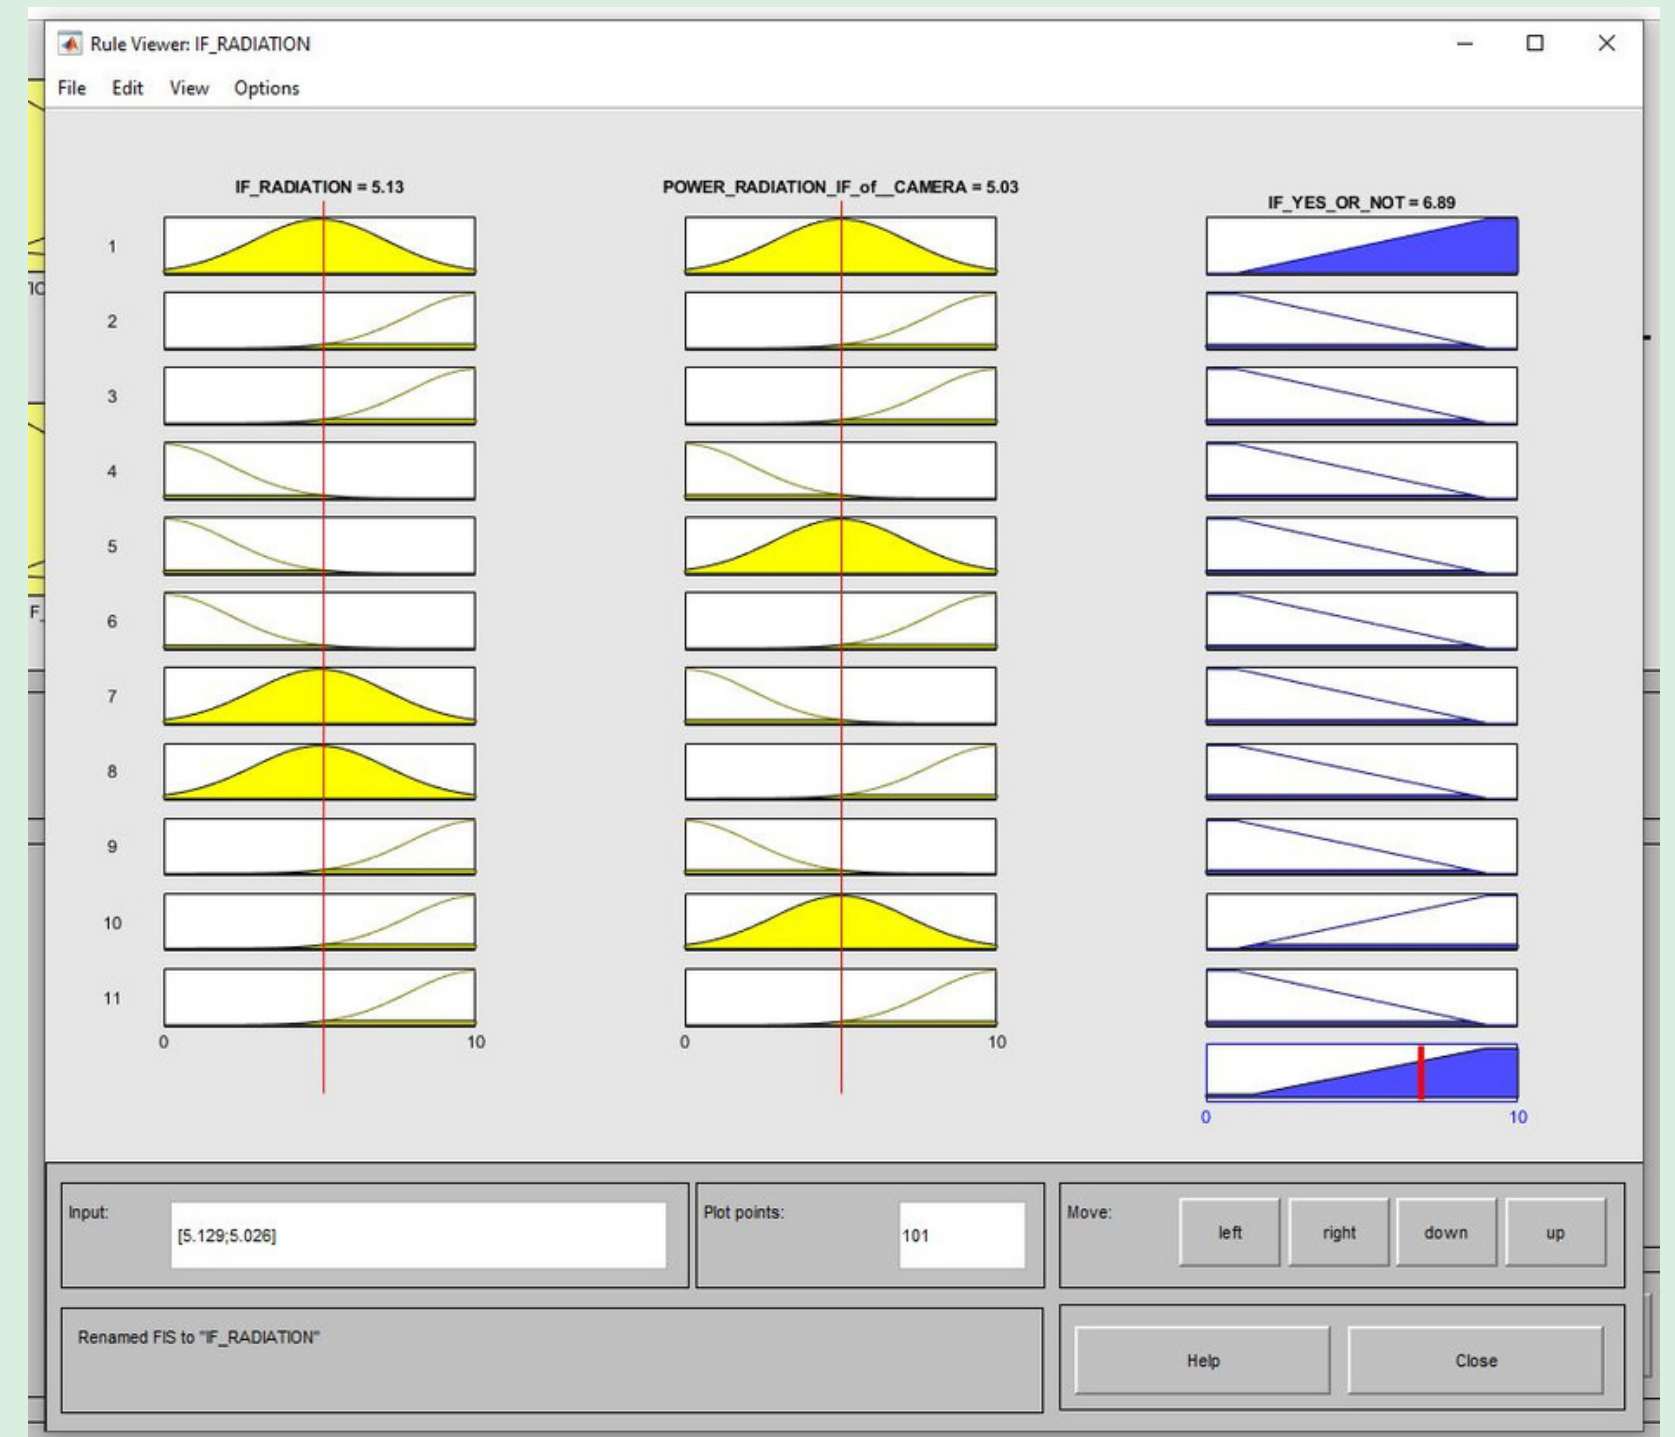 Rule Viewer: IF_RADIATION
File Edit View Options
IF_RADIATION = 5.13
POWER_RADIATION_IF_of__CAMERA = 5.03
IF_YES_OR_NOT = 6.89
1
2
3
4
5
6
7
8
9
10
11
0 10
0 10
0 10
Input:
[5.129;5.026]
Plot points:
101
Move:
left
right
down
up
Renamed FIS to "IF_RADIATION"
Help
Close